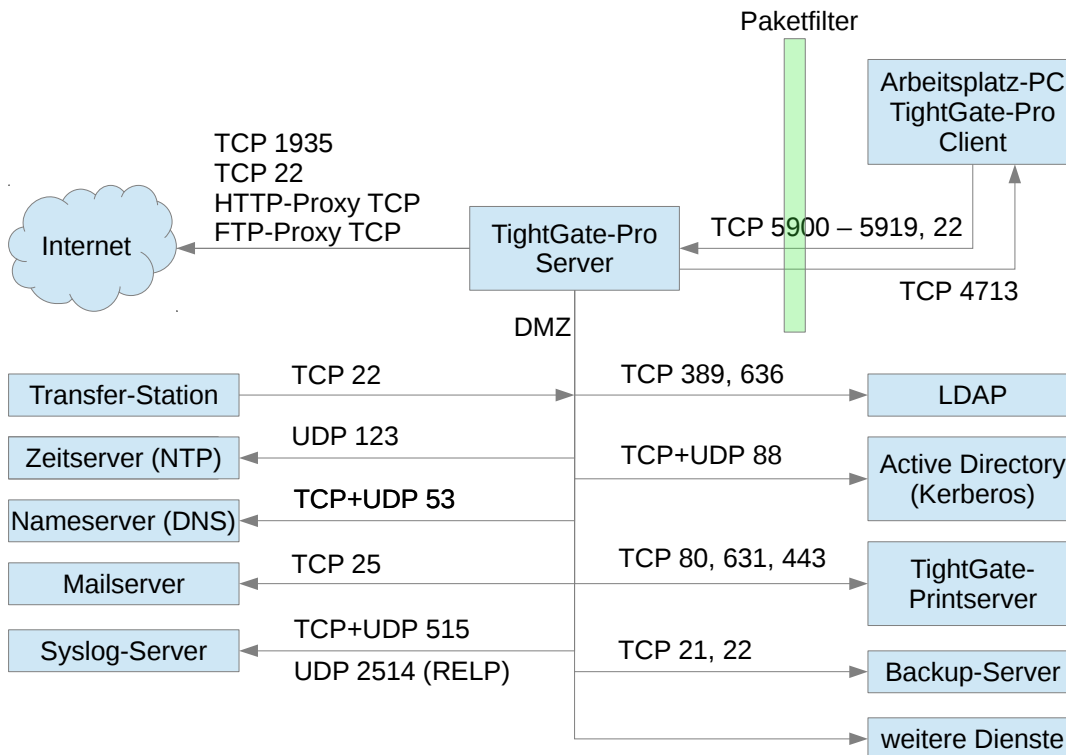 Paketfilter
Arbeitsplatz-PC
TightGate-Pro
Client
TCP 1935
TCP 22
HTTP-Proxy TCP
FTP-Proxy TCP
Internet
TightGate-Pro
Server
TCP 5900 – 5919, 22
TCP 4713
DMZ
Transfer-Station
TCP 22
TCP 389, 636
LDAP
Zeitserver (NTP)
UDP 123
TCP+UDP 88
Active Directory
(Kerberos)
Nameserver (DNS)
TCP+UDP 53
Mailserver
TCP 25
TCP 80, 631, 443
TightGate-
Printserver
Syslog-Server
TCP+UDP 515
UDP 2514 (RELP)
TCP 21, 22
Backup-Server
weitere Dienste